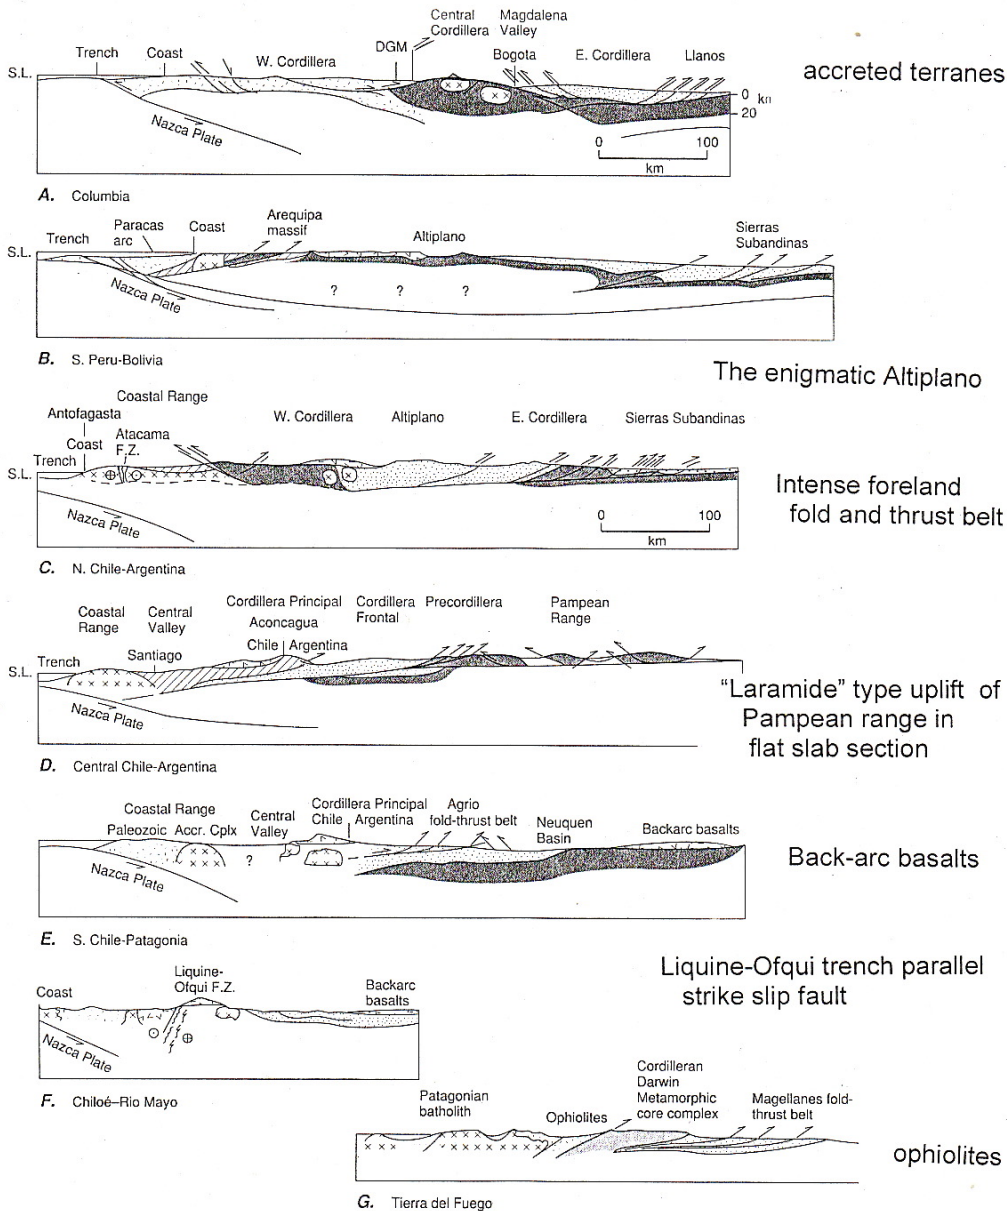 Central
Cordillera
Magdalena
Valley
DGM
Trench
Coast
W. Cordillera
Bogota
E. Cordillera
Llanos
S.L.
accreted terranes
0
km
20
Nazca Plate
0
100
km
A. Columbia
Trench
Paracas
arc
Coast
Arequipa
massif
Altiplano
Sierras
Subandinas
S.L.
Nazca Plate
?
?
?
B. S. Peru-Bolivia
The enigmatic Altiplano
Coastal Range
Antofagasta
Coast
Atacama
F.Z.
Trench
W. Cordillera
Altiplano
E. Cordillera
Sierras Subandinas
S.L.
Intense foreland
fold and thrust belt
Nazca Plate
0
100
km
C. N. Chile-Argentina
Coastal
Range
Central
Valley
Cordillera Principal
Aconcagua
Chile
Argentina
Cordillera
Frontal
Precordillera
Pampean
Range
Trench
Santiago
S.L.
Nazca Plate
"Laramide" type uplift of
Pampean range in
flat slab section
D. Central Chile-Argentina
Coastal Range
Paleozoic Accr. Cplx
Central
Valley
Cordillera Principal
Chile
Argentina
Agrio
fold-thrust belt
Neuquen
Basin
Backarc basalts
?
Nazca Plate
Back-arc basalts
E. S. Chile-Patagonia
Liquine-Ofqui trench parallel
strike slip fault
Coast
Liquine-
Ofqui F.Z.
Backarc
basalts
Nazca Plate
F. Chiloé–Rio Mayo
Patagonian
batholith
Ophiolites
Cordilleran
Darwin
Metamorphic
core complex
Magellanes fold-
thrust belt
ophiolites
G. Tierra del Fuego